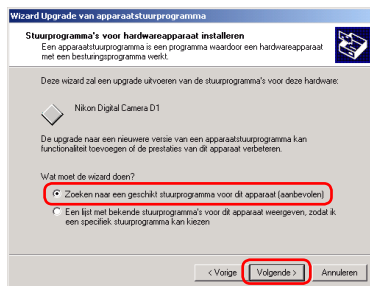 Wizard Upgrade van apparaatstuurprogramma
Stuurprogramma's voor hardwareapparaat installeren
Een apparaatstuurprogramma is een programma waardoor een hardwareapparaat
met een besturingsprogramma werkt.
Deze wizard zal een upgrade uitvoeren van de stuurprogramma's voor deze hardware:
Nikon Digital Camera D1
De upgrade naar een nieuwere versie van een apparaatstuurprogramma kan
functionaliteit toevoegen of de prestaties van dit apparaat verbeteren.
Wat moet de wizard doen?
Zoeken naar een geschikt stuurprogramma voor dit apparaat (aanbevolen)
Een lijst met bekende stuurprogramma's voor dit apparaat weergeven, zodat ik
een specifiek stuurprogramma kan kiezen
< Vorige
Volgende >
Annuleren